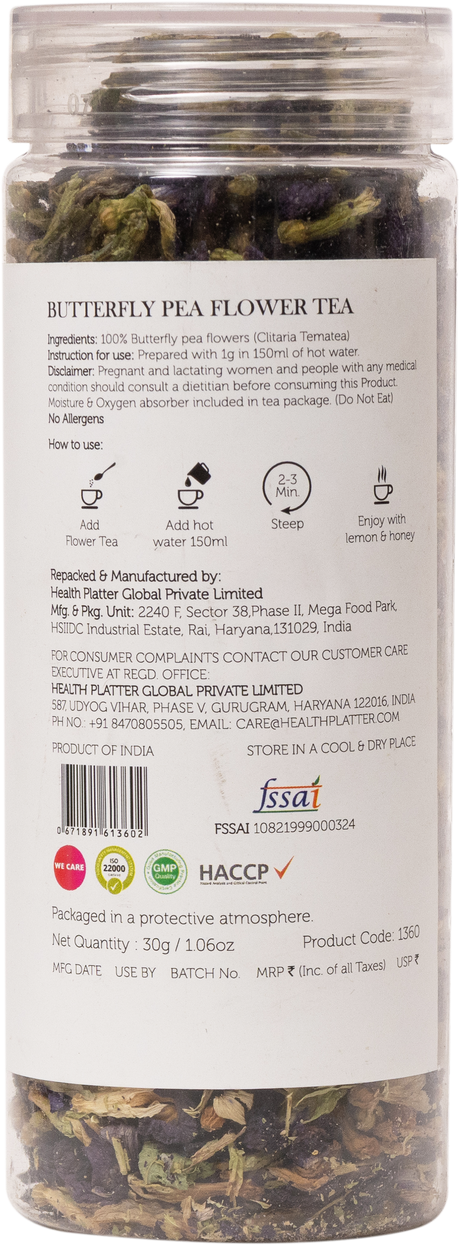 BUTTERFLY PEA FLOWER TEA
Ingredients: 100% Butterfly pea flowers (Clitaria Tematea)
Instruction for use: Prepared with 1g in 150ml of hot water.
Disclaimer: Pregnant and lactating women and people with any medical
condition should consult a dietitian before consuming this Product.
Moisture & Oxygen absorber included in tea package. (Do Not Eat)
No Allergens
How to use:
2-3
Min.
Add
Flower Tea
Add hot
water 150ml
Steep
Enjoy with
lemon & honey
Repacked & Manufactured by:
Health Platter Global Private Limited
Mfg. & Pkg. Unit: 2240 F, Sector 38,Phase II, Mega Food Park,
HSIIDC Industrial Estate, Rai, Haryana,131029, India
FOR CONSUMER COMPLAINTS CONTACT OUR CUSTOMER CARE
EXECUTIVE AT REGD. OFFICE:
HEALTH PLATTER GLOBAL PRIVATE LIMITED
587, UDYOG VIHAR, PHASE V, GURUGRAM, HARYANA 122016, INDIA
PH NO.: +91 8470805505, EMAIL: CARE@HEALTHPLATTER.COM
PRODUCT OF INDIA STORE IN A COOL & DRY PLACE
0 671891 613602
fssai
FSSAI 10821999000324
WE CARE
ISO
22000
GMP
Quality
HACCP
Packaged in a protective atmosphere.
Net Quantity : 30g / 1.06oz Product Code: 1360
MFG DATE USE BY BATCH No. MRP ₹ (Inc. of all Taxes) USP ₹